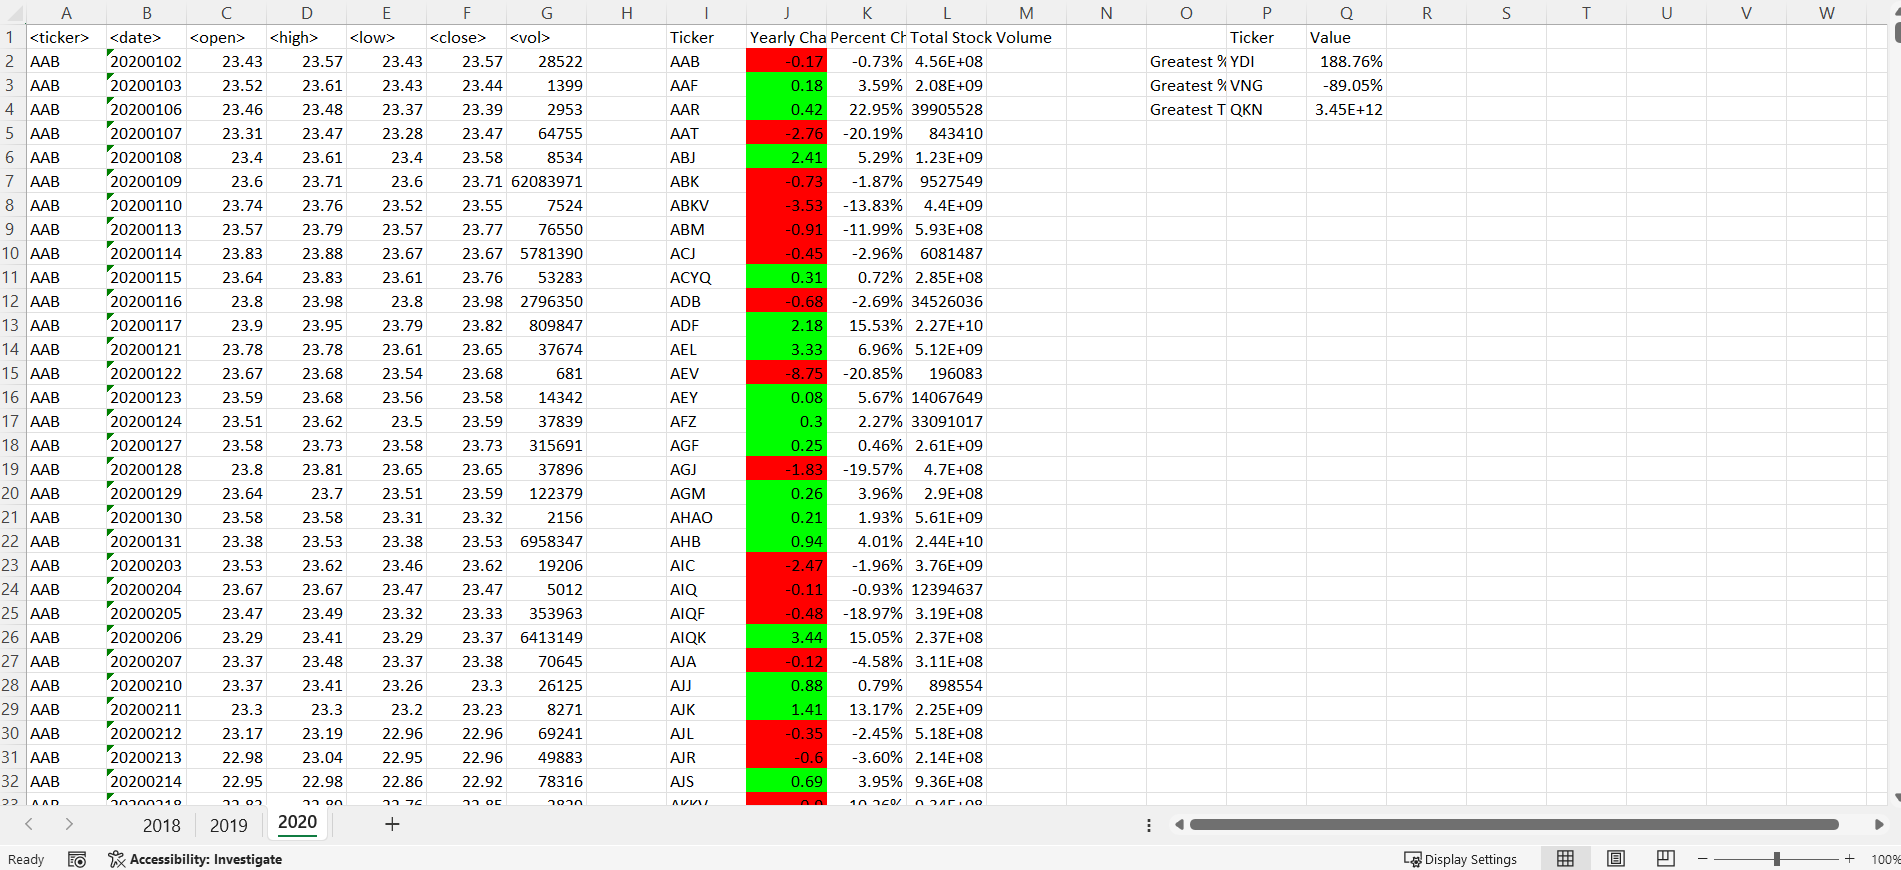 A B C D E F G H I J K L M N O P Q R S T U V W
1 <ticker> <date> <open> <high> <low> <close> <vol> Ticker Yearly Cha Percent Ch Total Stock Volume Ticker Value
2 AAB 20200102 23.43 23.57 23.43 23.57 28522 AAB -0.17 -0.73% 4.56E+08 Greatest % YDI 188.76%
3 AAB 20200103 23.52 23.61 23.43 23.44 1399 AAF 0.18 3.59% 2.08E+09 Greatest % VNG -89.05%
4 AAB 20200106 23.46 23.48 23.37 23.39 2953 AAR 0.42 22.95% 39905528 Greatest T QKN 3.45E+12
5 AAB 20200107 23.31 23.47 23.28 23.47 64755 AAT -2.76 -20.19% 843410
6 AAB 20200108 23.4 23.61 23.4 23.58 8534 ABJ 2.41 5.29% 1.23E+09
7 AAB 20200109 23.6 23.71 23.6 23.71 62083971 ABK -0.73 -1.87% 9527549
8 AAB 20200110 23.74 23.76 23.52 23.55 7524 ABKV -3.53 -13.83% 4.4E+09
9 AAB 20200113 23.57 23.79 23.57 23.77 76550 ABM -0.91 -11.99% 5.93E+08
10 AAB 20200114 23.83 23.88 23.67 23.67 5781390 ACJ -0.45 -2.96% 6081487
11 AAB 20200115 23.64 23.83 23.61 23.76 53283 ACYQ 0.31 0.72% 2.85E+08
12 AAB 20200116 23.8 23.98 23.8 23.98 2796350 ADB -0.68 -2.69% 34526036
13 AAB 20200117 23.9 23.95 23.79 23.82 809847 ADF 2.18 15.53% 2.27E+10
14 AAB 20200121 23.78 23.78 23.61 23.65 37674 AEL 3.33 6.96% 5.12E+09
15 AAB 20200122 23.67 23.68 23.54 23.68 681 AEV -8.75 -20.85% 196083
16 AAB 20200123 23.59 23.68 23.56 23.58 14342 AEY 0.08 5.67% 14067649
17 AAB 20200124 23.51 23.62 23.5 23.59 37839 AFZ 0.3 2.27% 33091017
18 AAB 20200127 23.58 23.73 23.58 23.73 315691 AGF 0.25 0.46% 2.61E+09
19 AAB 20200128 23.8 23.81 23.65 23.65 37896 AGJ -1.83 -19.57% 4.7E+08
20 AAB 20200129 23.64 23.7 23.51 23.59 122379 AGM 0.26 3.96% 2.9E+08
21 AAB 20200130 23.58 23.58 23.31 23.32 2156 AHAO 0.21 1.93% 5.61E+09
22 AAB 20200131 23.38 23.53 23.38 23.53 6958347 AHB 0.94 4.01% 2.44E+10
23 AAB 20200203 23.53 23.62 23.46 23.62 19206 AIC -2.47 -1.96% 3.76E+09
24 AAB 20200204 23.67 23.67 23.47 23.47 5012 AIQ -0.11 -0.93% 12394637
25 AAB 20200205 23.47 23.49 23.32 23.33 353963 AIQF -0.48 -18.97% 3.19E+08
26 AAB 20200206 23.29 23.41 23.29 23.37 6413149 AIQK 3.44 15.05% 2.37E+08
27 AAB 20200207 23.37 23.48 23.37 23.38 70645 AJA -0.12 -4.58% 3.11E+08
28 AAB 20200210 23.37 23.41 23.26 23.3 26125 AJJ 0.88 0.79% 898554
29 AAB 20200211 23.3 23.3 23.2 23.23 8271 AJK 1.41 13.17% 2.25E+09
30 AAB 20200212 23.17 23.19 22.96 22.96 69241 AJL -0.35 -2.45% 5.18E+08
31 AAB 20200213 22.98 23.04 22.95 22.96 49883 AJR -0.6 -3.60% 2.14E+08
32 AAB 20200214 22.95 22.98 22.86 22.92 78316 AJS 0.69 3.95% 9.36E+08
2018 2019 2020 +
Ready Accessibility: Investigate Display Settings 100%